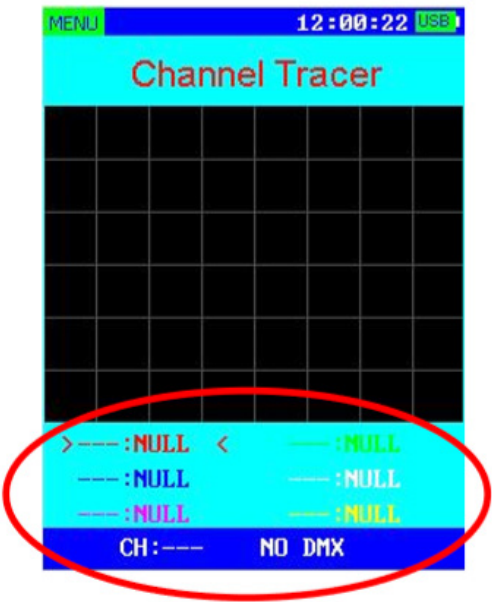 MENU 12:00:22 USB
Channel Tracer
>---:NULL < ---:NULL
---:NULL ---:NULL
---:NULL ---:NULL
CH:--- NO DMX